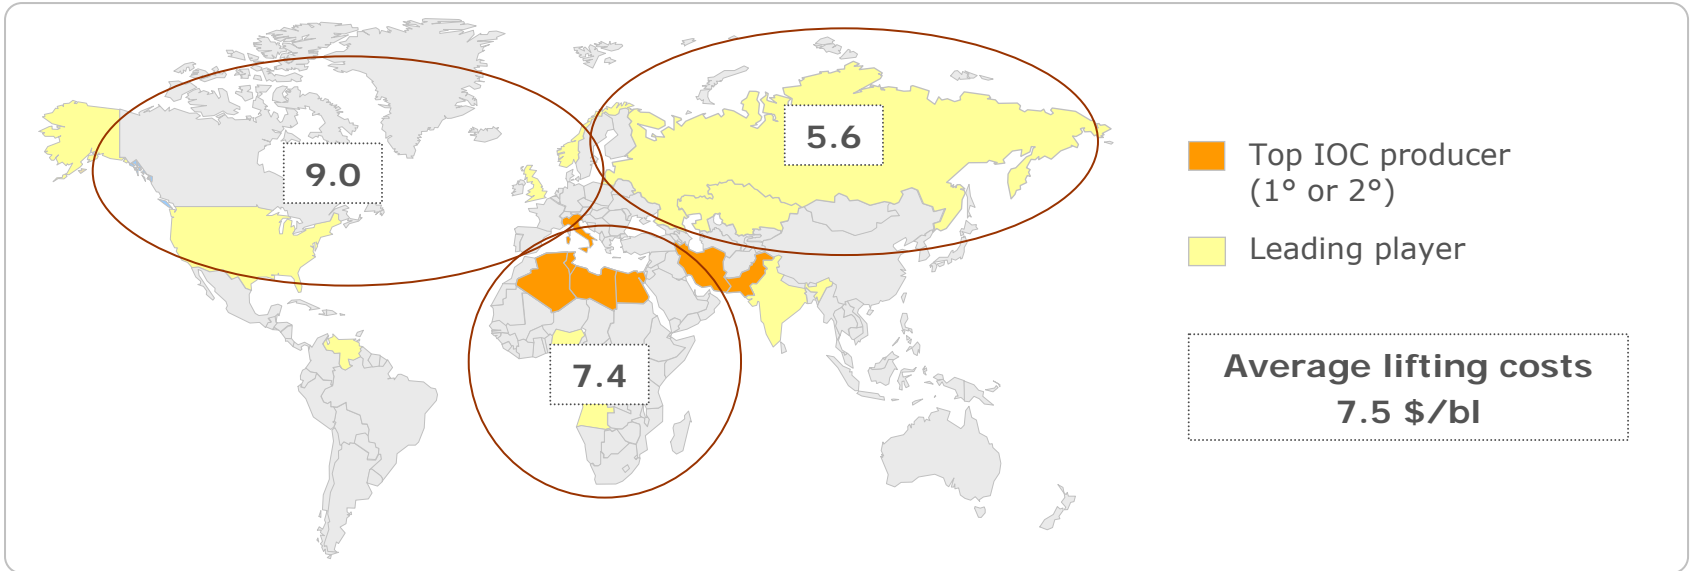 9.0
5.6
7.4
Top IOC producer
(1° or 2°)
Leading player
Average lifting costs
7.5 $/bl